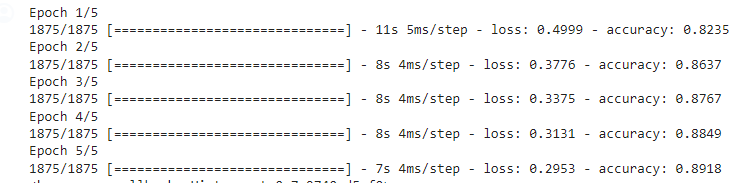 Epoch 1/5
1875/1875 [==============================] - 11s 5ms/step - loss: 0.4999 - accuracy: 0.8235
Epoch 2/5
1875/1875 [==============================] - 8s 4ms/step - loss: 0.3776 - accuracy: 0.8637
Epoch 3/5
1875/1875 [==============================] - 8s 4ms/step - loss: 0.3375 - accuracy: 0.8767
Epoch 4/5
1875/1875 [==============================] - 8s 4ms/step - loss: 0.3131 - accuracy: 0.8849
Epoch 5/5
1875/1875 [==============================] - 7s 4ms/step - loss: 0.2953 - accuracy: 0.8918